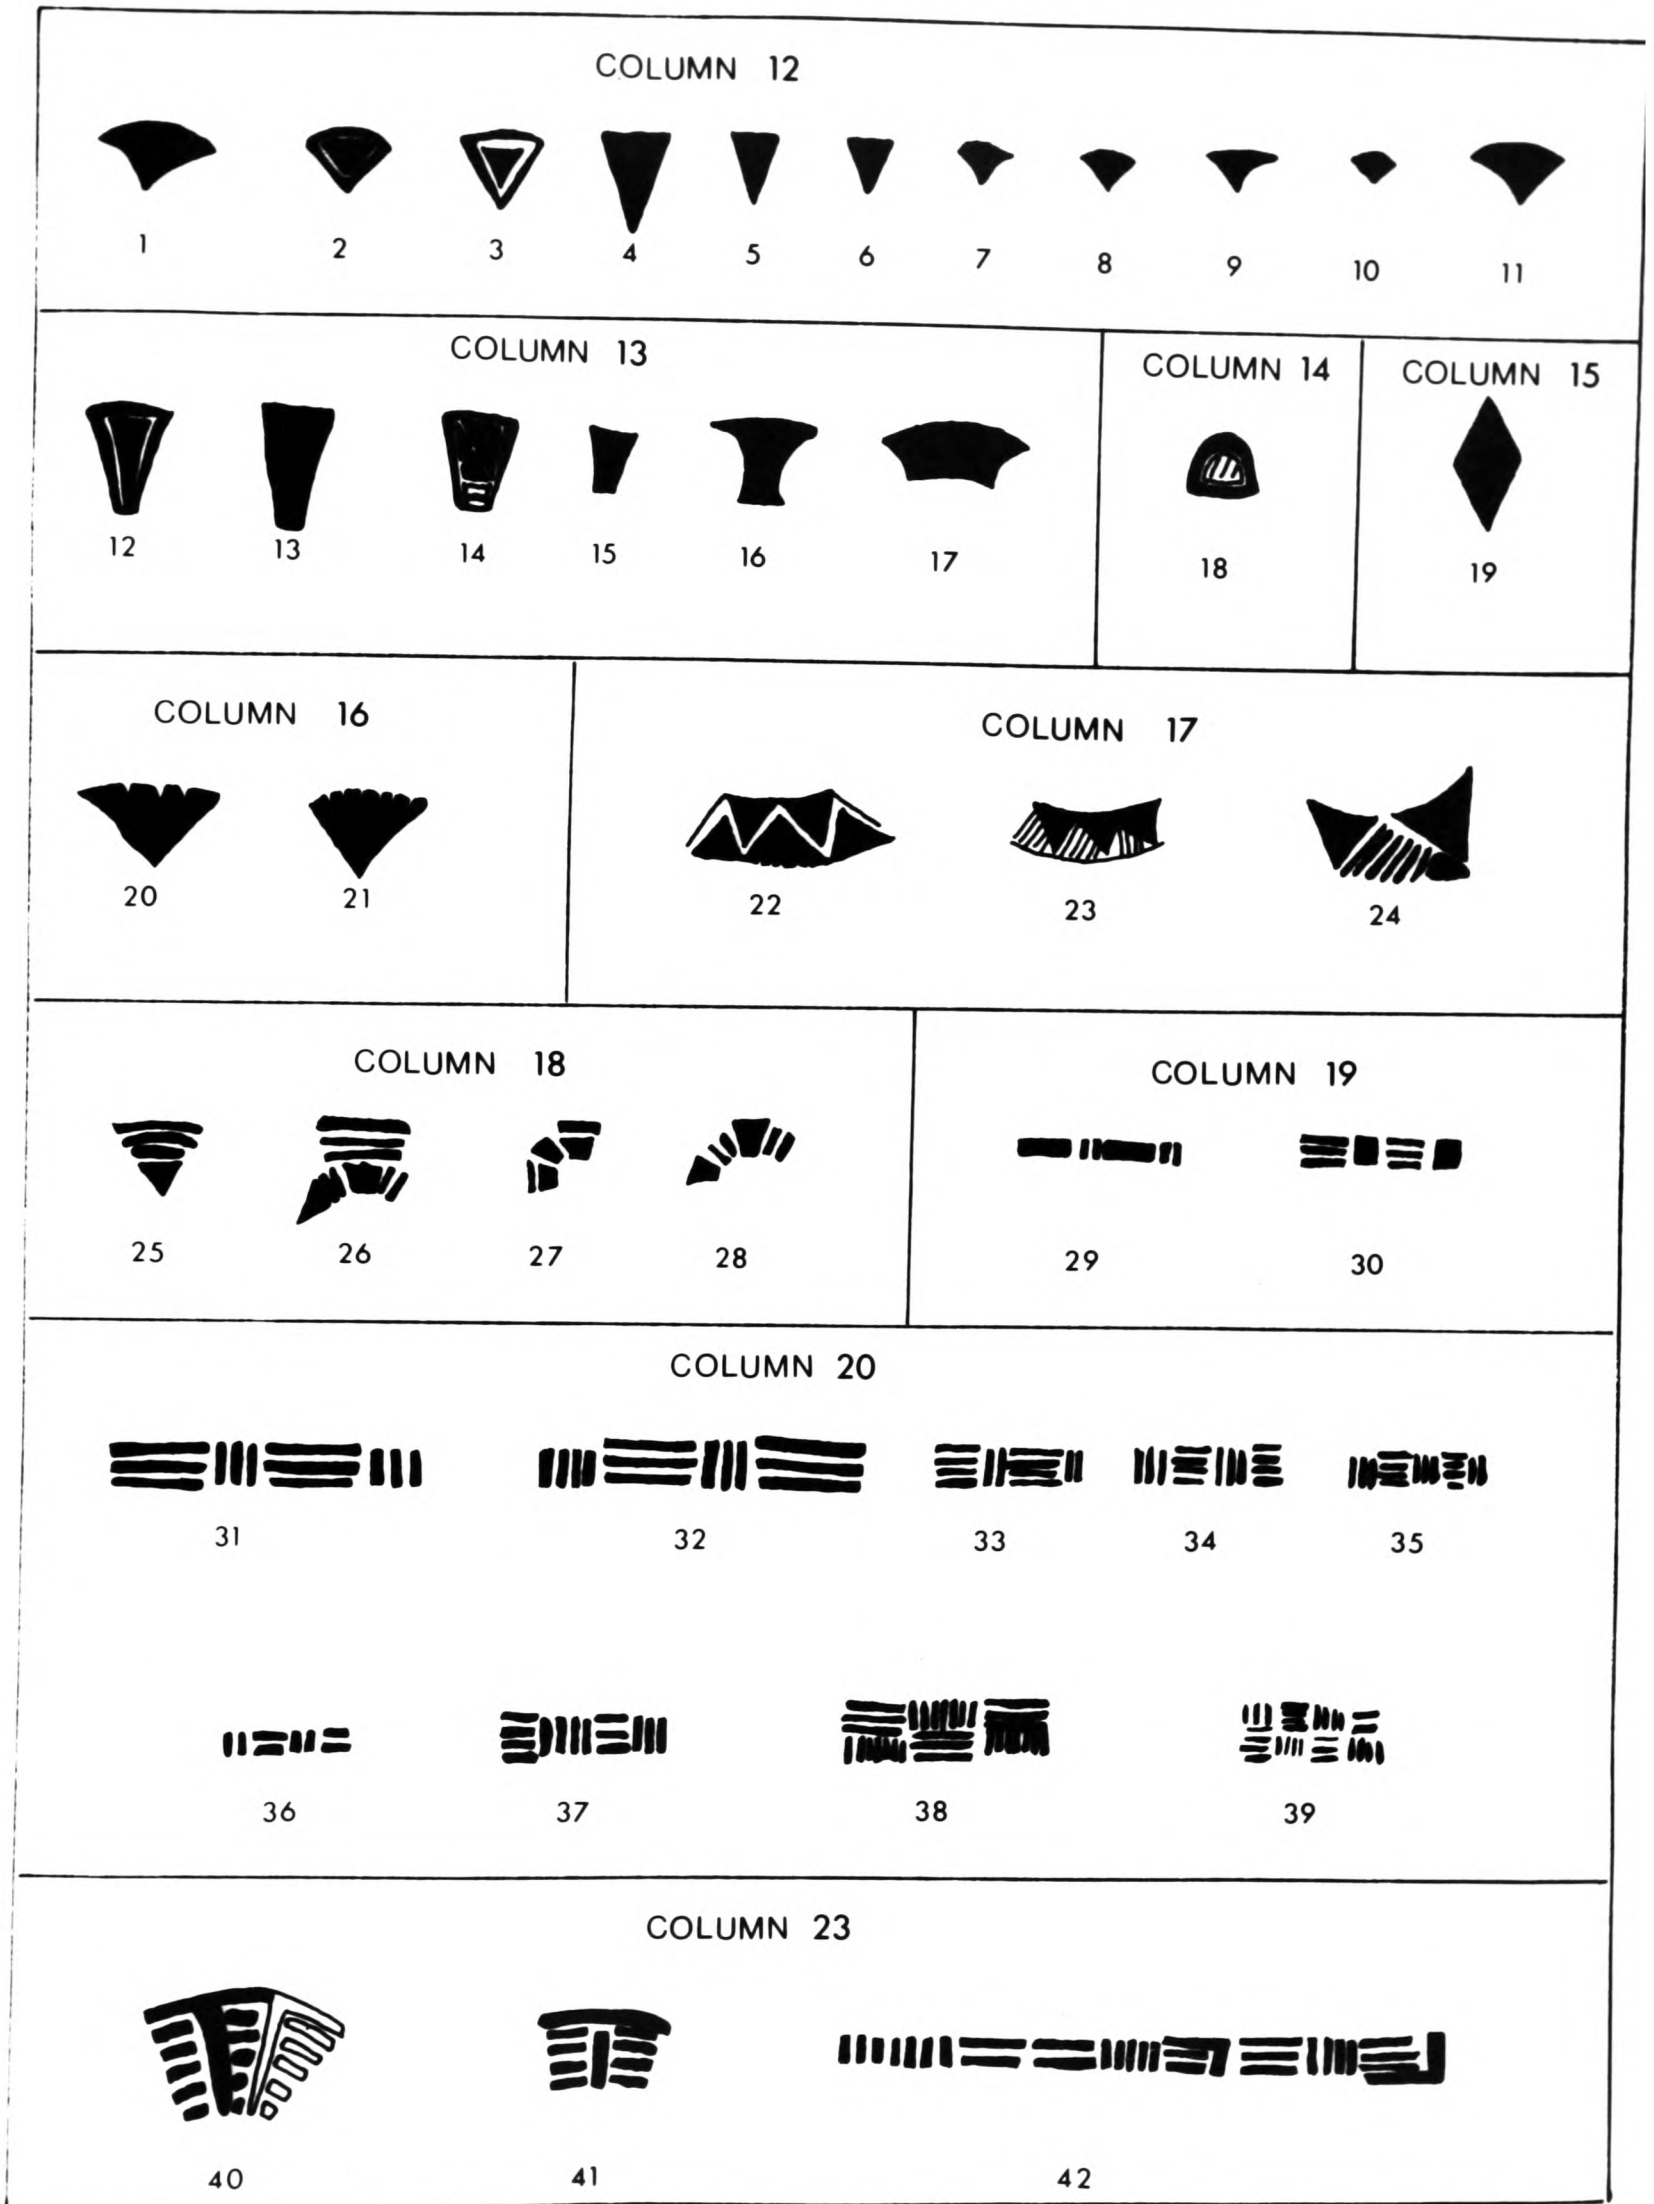 COLUMN 12
1 2 3 4 5 6 7 8 9 10 11
COLUMN 13
12 13 14 15 16 17
COLUMN 14
18
COLUMN 15
19
COLUMN 16
20 21
COLUMN 17
22 23 24
COLUMN 18
25 26 27 28
COLUMN 19
29 30
COLUMN 20
31 32 33 34 35
36 37 38 39
COLUMN 23
40 41 42